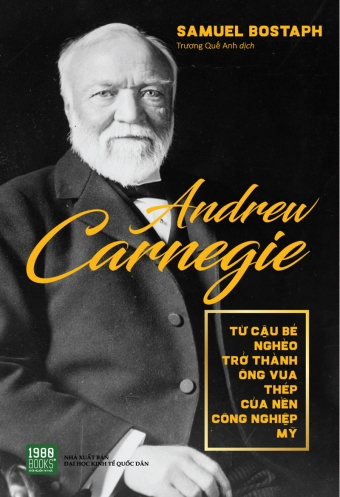 SAMUEL BOSTAPH
Trương Quế Anh dịch
Andrew
Carnegie
TỪ CẬU BÉ
NGHÈO
TRỞ THÀNH
ÔNG VUA
THÉP
CỦA NỀN
CÔNG NGHIỆP
MỸ
1980
BOOKS
NHÀ XUẤT BẢN
ĐẠI HỌC KINH TẾ QUỐC DÂN